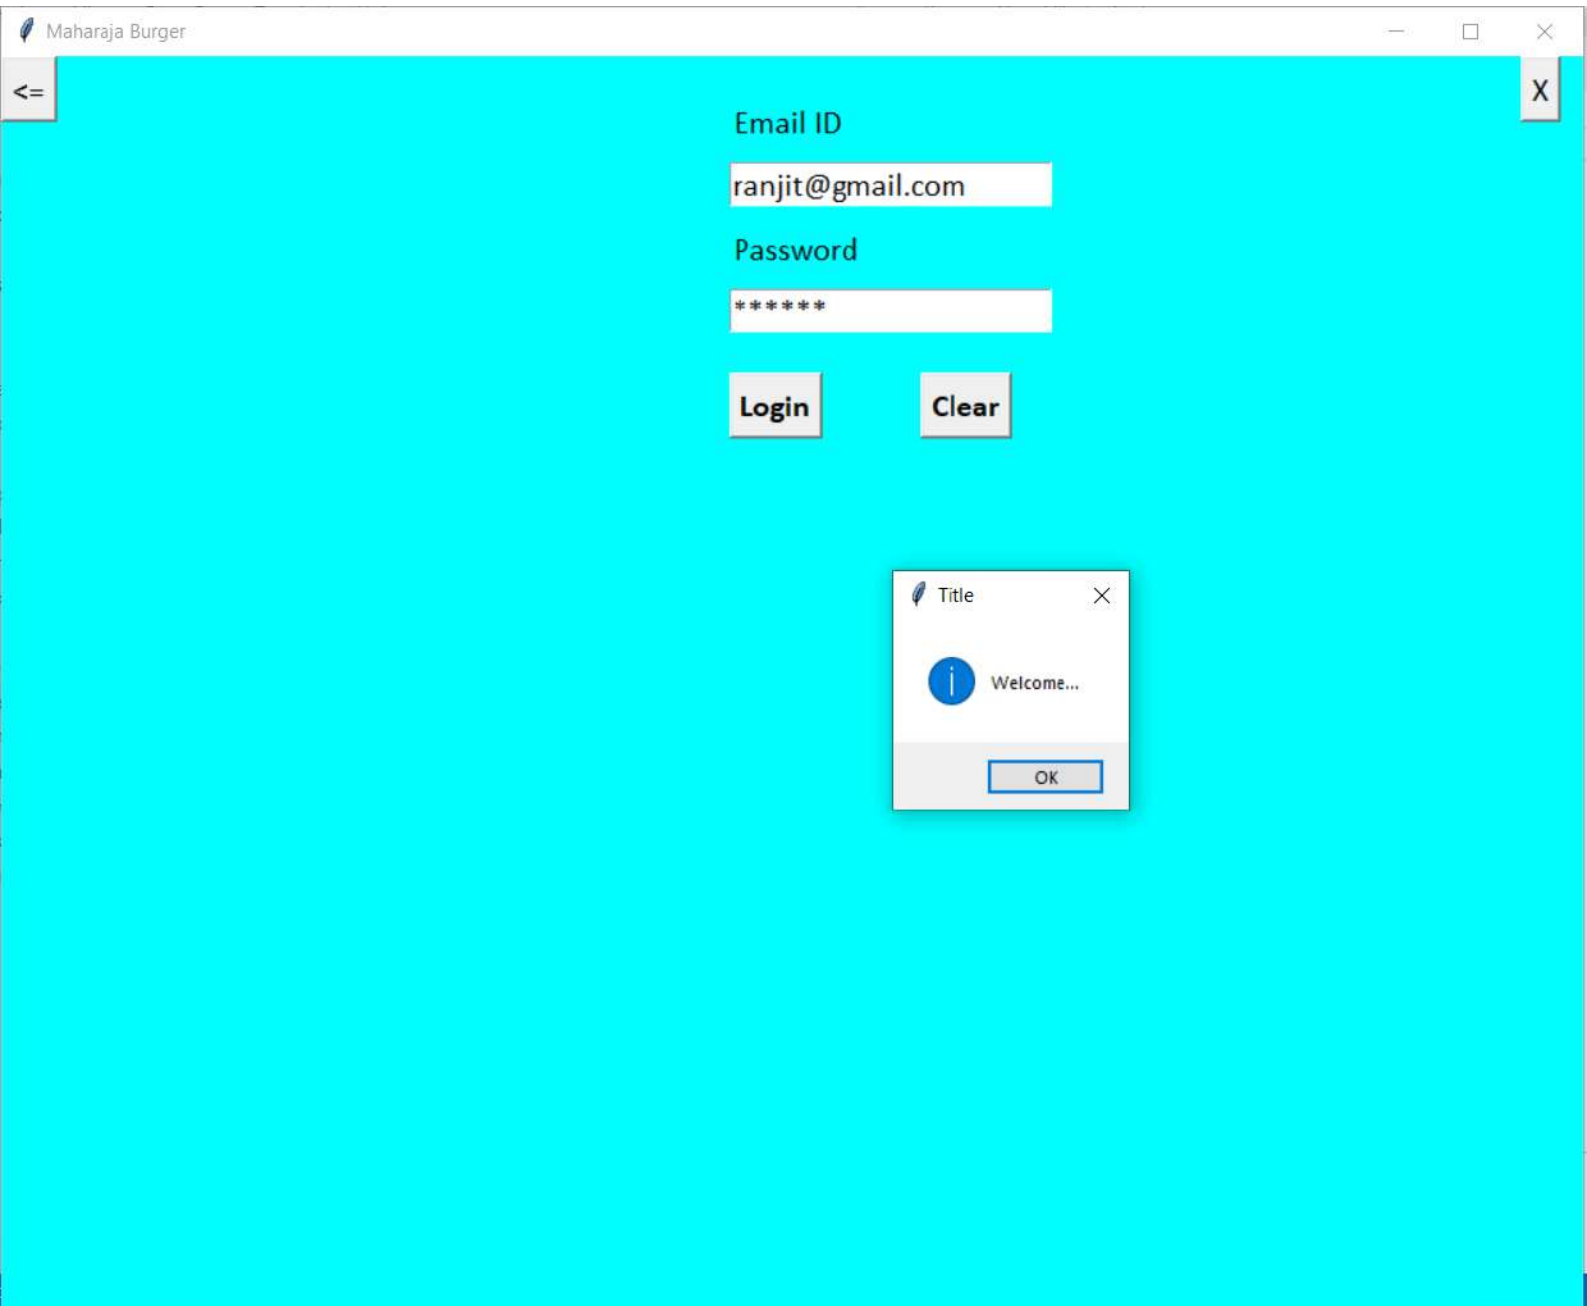 Maharaja Burger
<= X
Email ID
ranjit@gmail.com
Password
******
Login Clear
Title
Welcome...
OK